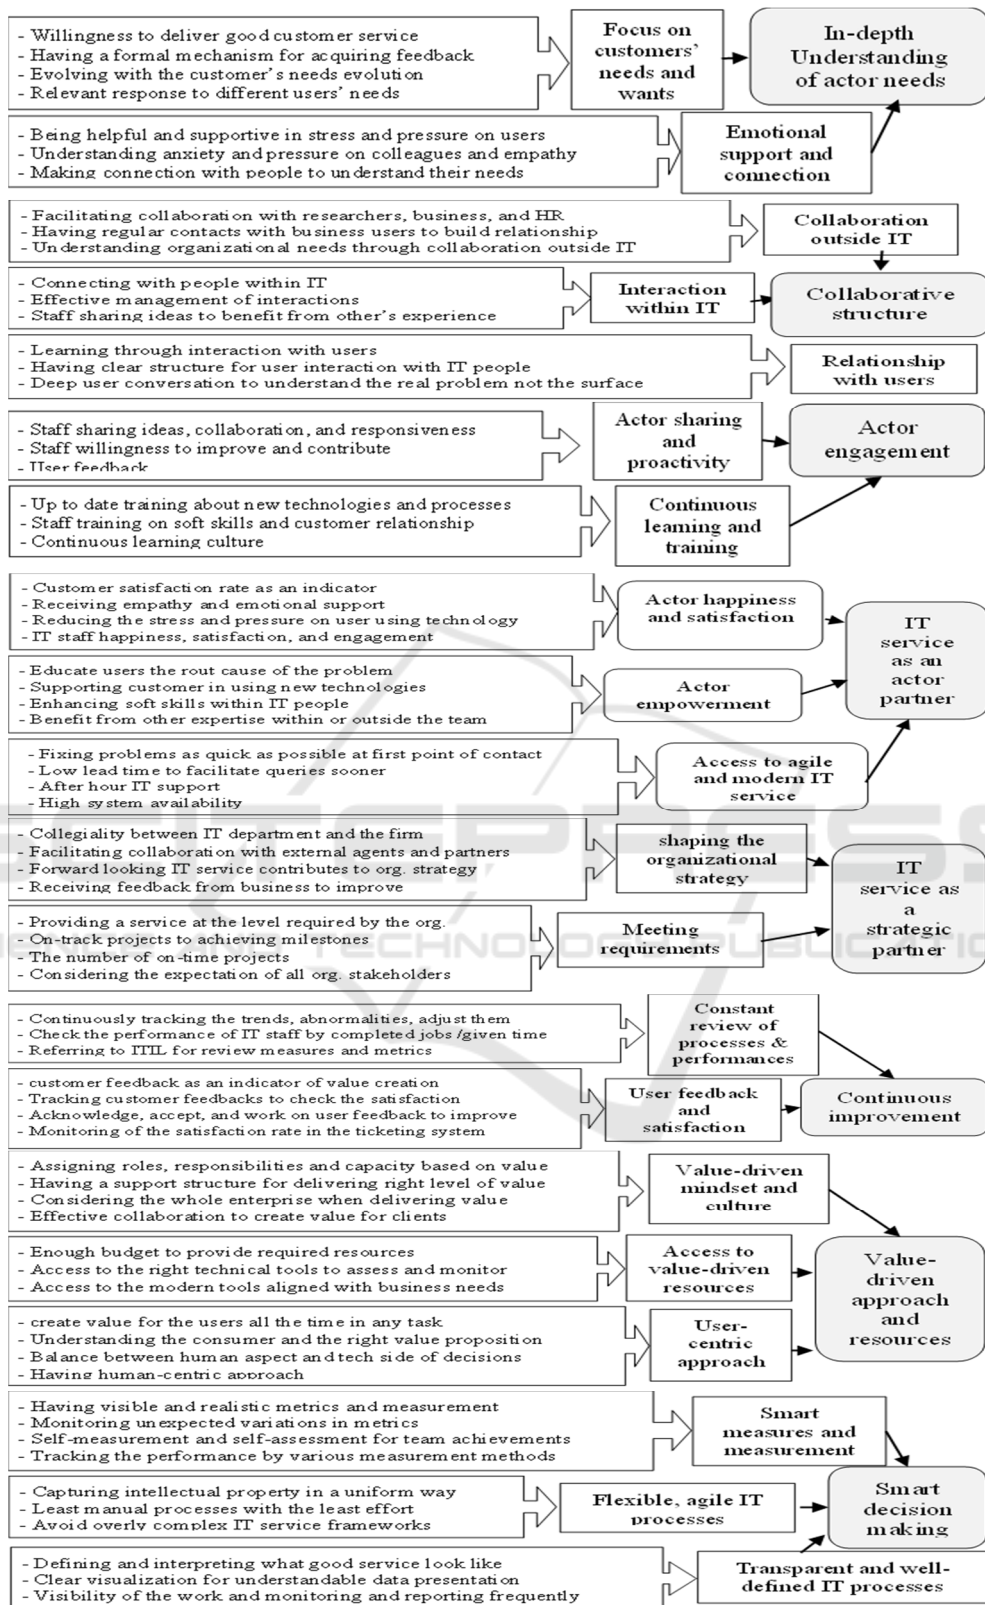 - Willingness to deliver good customer service
- Having a formal mechanism for acquiring feedback
- Evolving with the customer's needs evolution
- Relevant response to different users' needs
Focus on
customers'
needs and
wants
In-depth
Understanding
of actor needs
- Being helpful and supportive in stress and pressure on users
- Understanding anxiety and pressure on colleagues and empathy
- Making connection with people to understand their needs
Emotional
support and
connection
- Facilitating collaboration with researchers, business, and HR
- Having regular contacts with business users to build relationship
- Understanding organizational needs through collaboration outside IT
Collaboration
outside IT
- Connecting with people within IT
- Effective management of interactions
- Staff sharing ideas to benefit from other's experience
Interaction
within IT
Collaborative
structure
- Learning through interaction with users
- Having clear structure for user interaction with IT people
- Deep user conversation to understand the real problem not the surface
Relationship
with users
- Staff sharing ideas, collaboration, and responsiveness
- Staff willingness to improve and contribute
- User feedback
Actor sharing
and
proactivity
Actor
engagement
- Up to date training about new technologies and processes
- Staff training on soft skills and customer relationship
- Continuous learning culture
Continuous
learning and
training
- Customer satisfaction rate as an indicator
- Receiving empathy and emotional support
- Reducing the stress and pressure on user using technology
- IT staff happiness, satisfaction, and engagement
Actor happiness
and satisfaction
IT
service
as an
actor
partner
- Educate users the rout cause of the problem
- Supporting customer in using new technologies
- Enhancing soft skills within IT people
- Benefit from other expertise within or outside the team
Actor
empowerment
- Fixing problems as quick as possible at first point of contact
- Low lead time to facilitate queries sooner
- After hour IT support
- High system availability
Access to agile
and modern IT
service
- Collegiality between IT department and the firm
- Facilitating collaboration with external agents and partners
- Forward looking IT service contributes to org. strategy
- Receiving feedback from business to improve
shaping the
organizational
strategy
IT
service as
a
strategic
partner
- Providing a service at the level required by the org.
- On-track projects to achieving milestones
- The number of on-time projects
- Considering the expectation of all org. stakeholders
Meeting
requirements
- Continuously tracking the trends, abnormalities, adjust them
- Check the performance of IT staff by completed jobs /given time
- Referring to ITIL for review measures and metrics
Constant
review of
processes &
performances
- customer feedback as an indicator of value creation
- Tracking customer feedbacks to check the satisfaction
- Acknowledge, accept, and work on user feedback to improve
- Monitoring of the satisfaction rate in the ticketing system
User feedback
and
satisfaction
Continuous
improvement
- Assigning roles, responsibilities and capacity based on value
- Having a support structure for delivering right level of value
- Considering the whole enterprise when delivering value
- Effective collaboration to create value for clients
Value-driven
mindset and
culture
- Enough budget to provide required resources
- Access to the right technical tools to assess and monitor
- Access to the modern tools aligned with business needs
Access to
value-driven
resources
Value-
driven
approach
and
resources
- create value for the users all the time in any task
- Understanding the consumer and the right value proposition
- Balance between human aspect and tech side of decisions
- Having human-centric approach
User-
centric
approach
- Having visible and realistic metrics and measurement
- Monitoring unexpected variations in metrics
- Self-measurement and self-assessment for team achievements
- Tracking the performance by various measurement methods
Smart
measures and
measurement
- Capturing intellectual property in a uniform way
- Least manual processes with the least effort
- Avoid overly complex IT service frameworks
Flexible, agile IT
processes
Smart
decision
making
- Defining and interpreting what good service look like
- Clear visualization for understandable data presentation
- Visibility of the work and monitoring and reporting frequently
Transparent and well-
defined IT processes